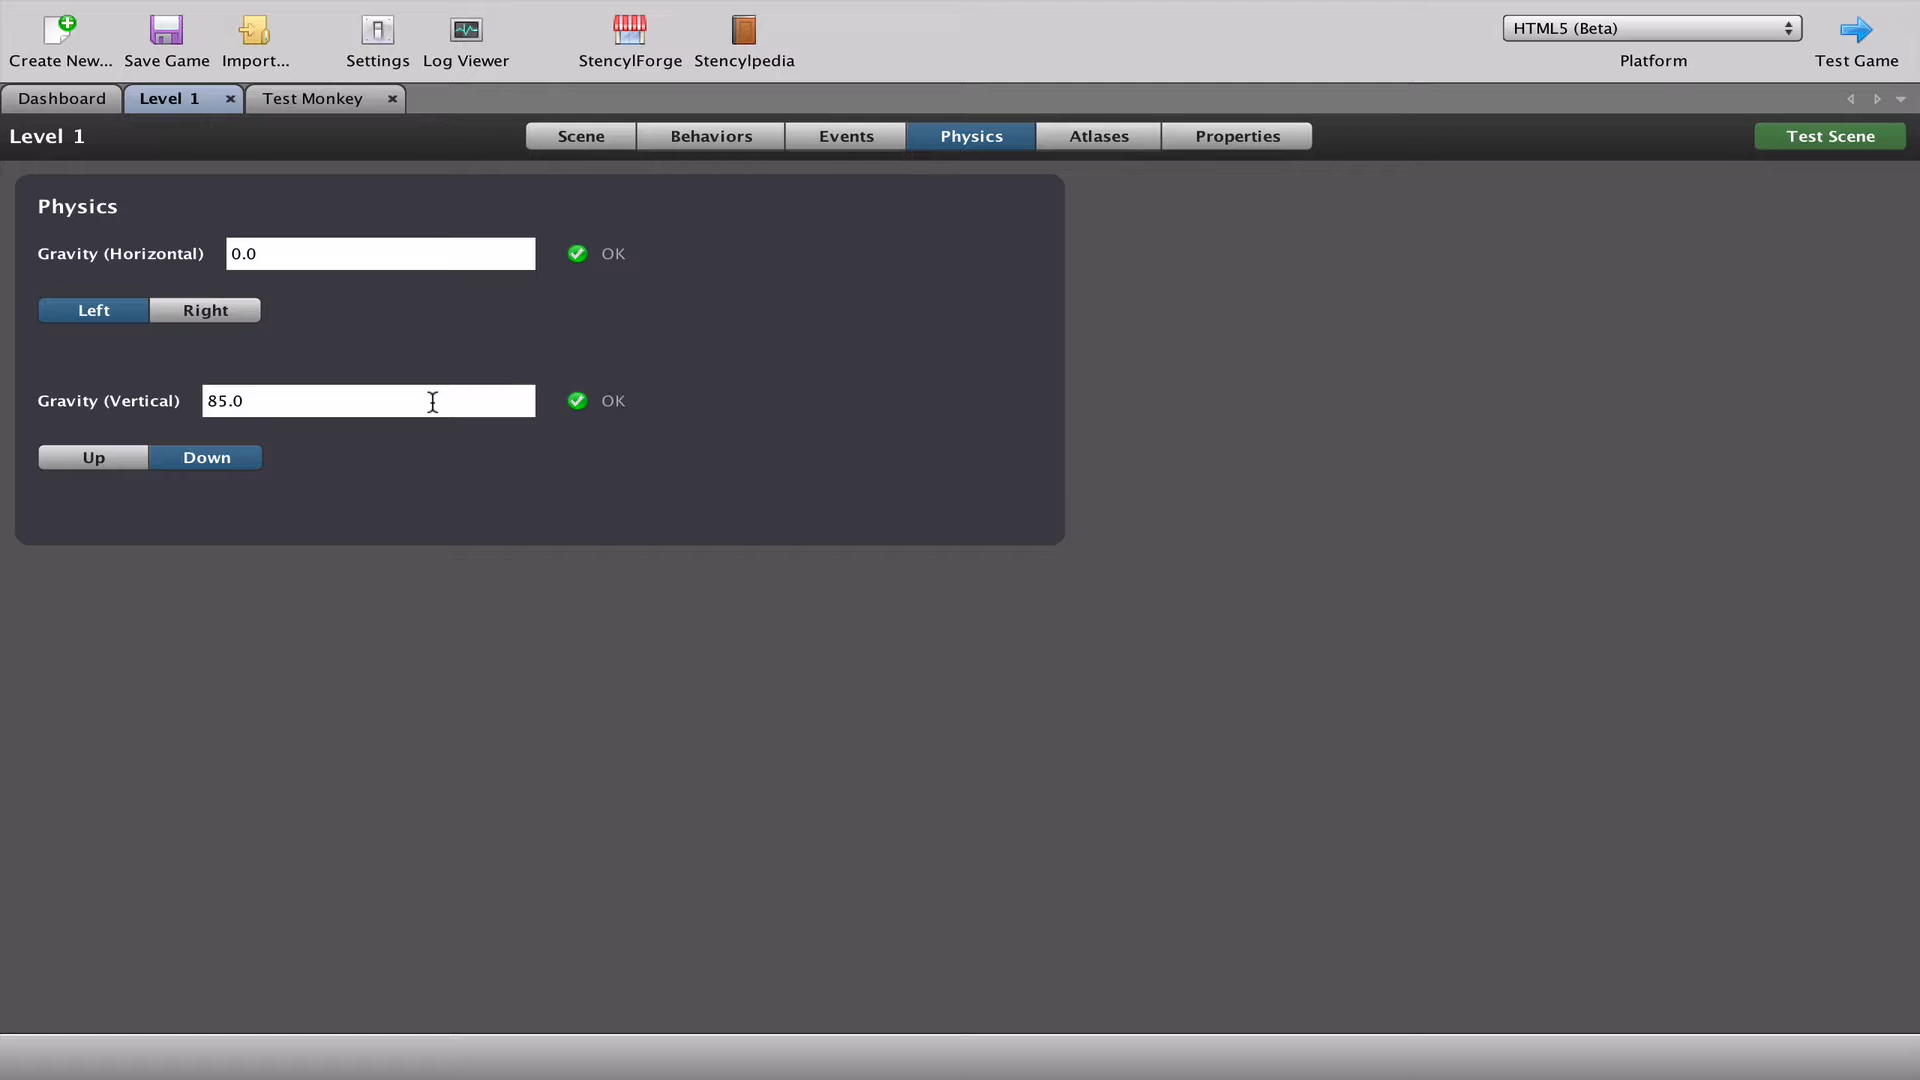 Create New... Save Game Import... Settings Log Viewer StencylForge Stencylpedia HTML5 (Beta) Platform Test Game
Dashboard Level 1 × Test Monkey ×
Level 1 Scene Behaviors Events Physics Atlases Properties Test Scene
Physics
Gravity (Horizontal) 0.0 OK
Left Right
Gravity (Vertical) 85.0 OK
Up Down